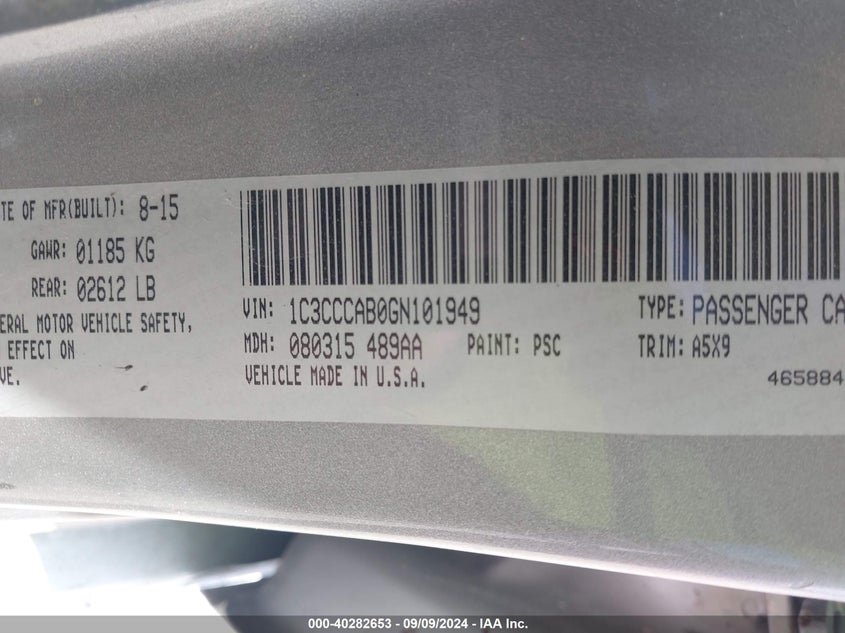 TE OF MFR(BUILT): 8-15
GAWR: 01185 KG
REAR: 02612 LB
ERAL MOTOR VEHICLE SAFETY,
EFFECT ON
VE.
VIN: 1C3CCCAB0GN101949
TYPE: PASSENGER CA
MDH: 080315 489AA
PAINT: PSC
TRIM: A5X9
VEHICLE MADE IN U.S.A.
465884
000-40282653 - 09/09/2024 - IAA Inc.